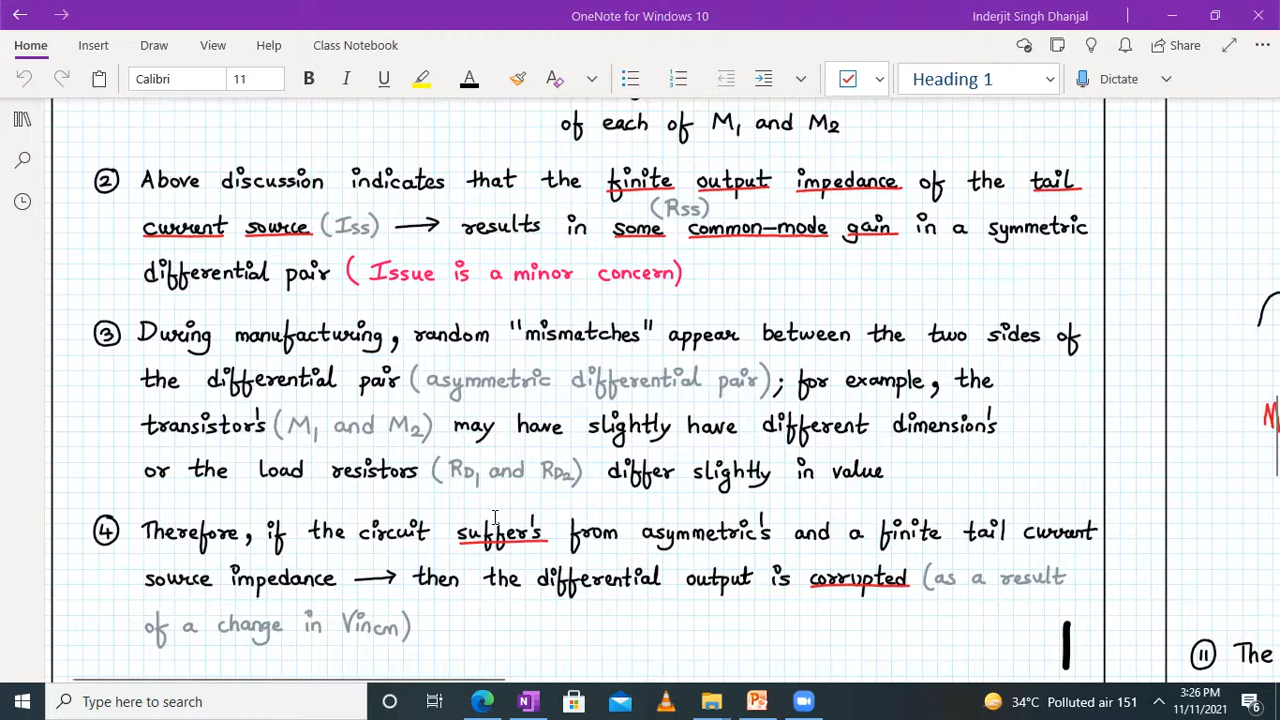 OneNote for Windows 10
Inderjit Singh Dhanjal
Home Insert Draw View Help Class Notebook
Share
Calibri 11 B I U A Heading 1 Dictate
of each of M1 and M2
② Above discussion indicates that the finite output impedance of the tail
(Rss)
current source (Iss) → results in some common-mode gain in a symmetric
differential pair (Issue is a minor concern)
③ During manufacturing, random "mismatches" appear between the two sides of
the differential pair (asymmetric differential pair); for example, the
transistor's (M1 and M2) may have slightly have different dimension's
or the Load resistors (RD1 and RD2) differ slightly in value
④ Therefore, if the circuit suffer's from asymmetric's and a finite tail current
source impedance → then the differential output is corrupted (as a result
of a change in Vincm)
⑪ The
Type here to search
34°C Polluted air 151
3:26 PM
11/11/2021
6